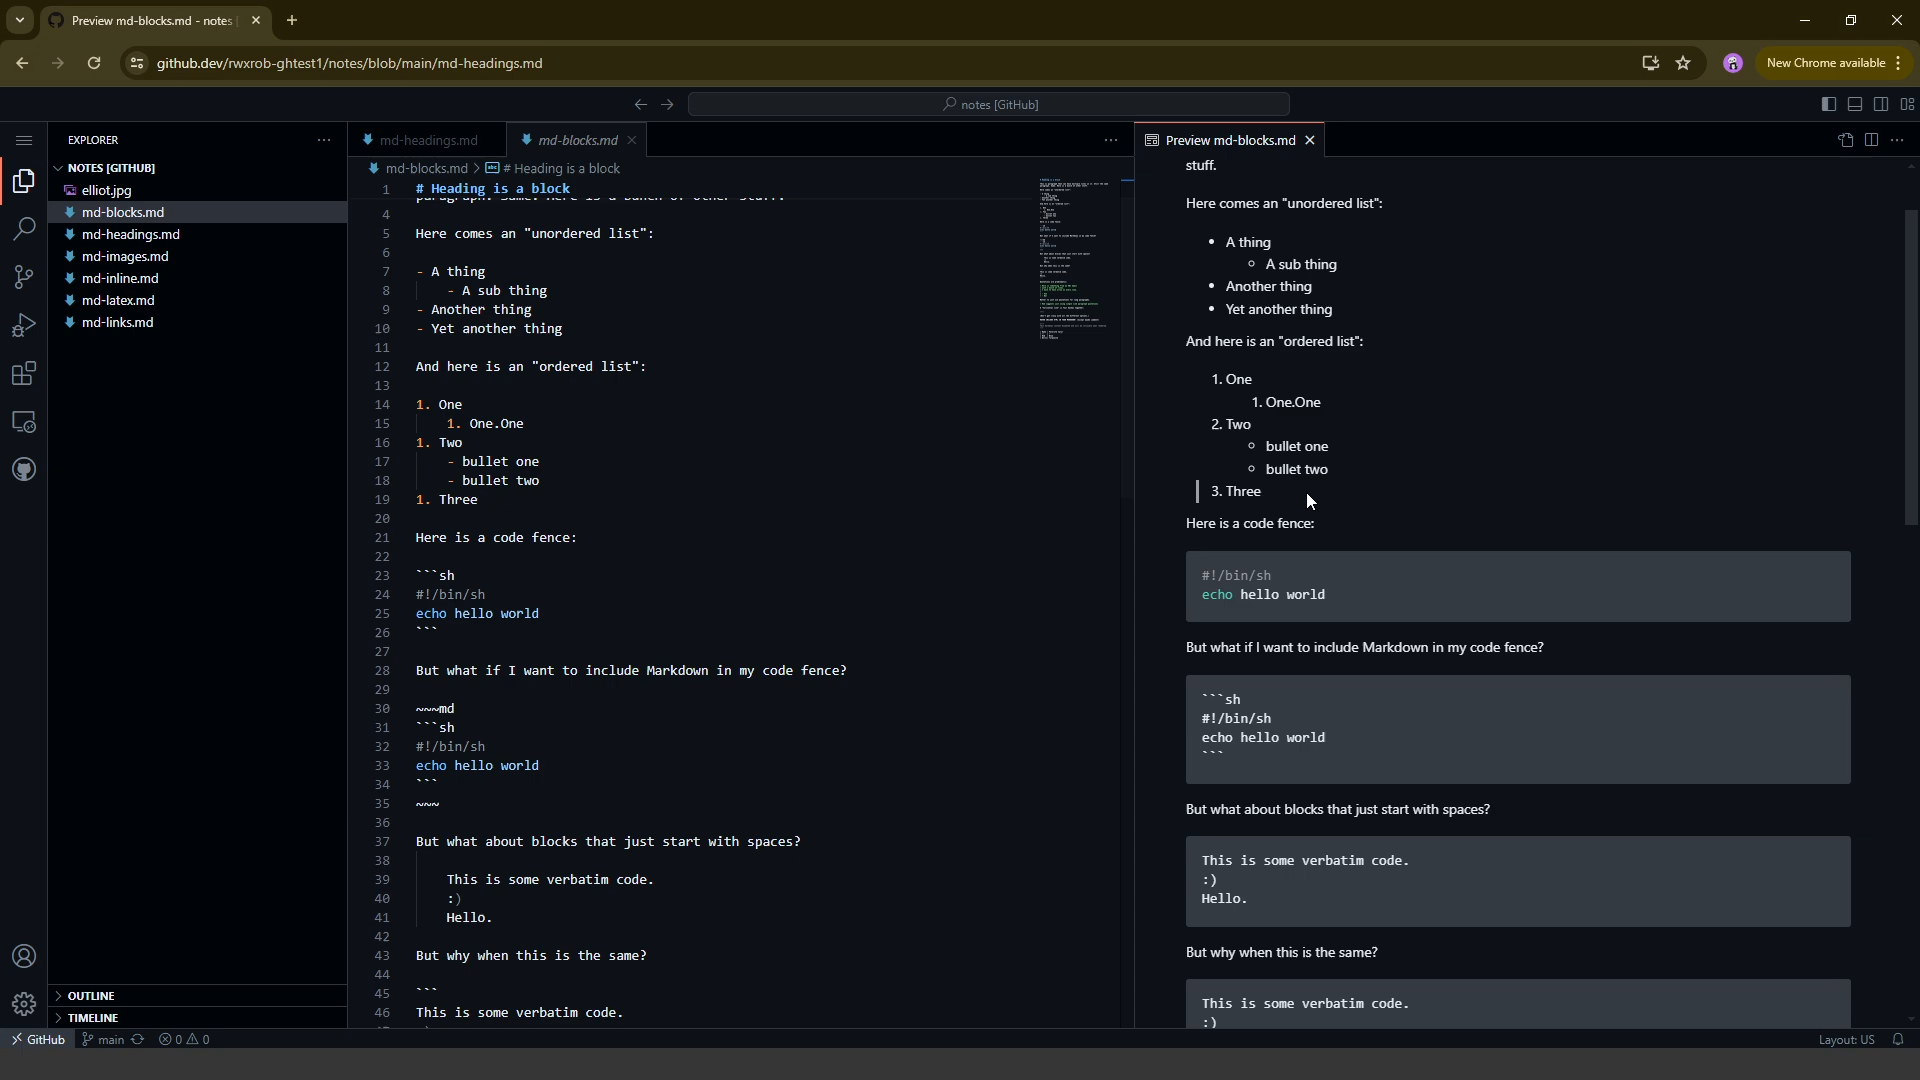 Preview md-blocks.md - notes
github.dev/rwxrob-ghtest1/notes/blob/main/md-headings.md
New Chrome available
notes [GitHub]
EXPLORER
NOTES [GITHUB]
elliot.jpg
md-blocks.md
md-headings.md
md-images.md
md-inline.md
md-latex.md
md-links.md
OUTLINE
TIMELINE
md-headings.md
md-blocks.md
md-blocks.md > # Heading is a block
1 # Heading is a block
4
5 Here comes an "unordered list":
6
7 - A thing
8 - A sub thing
9 - Another thing
10 - Yet another thing
11
12 And here is an "ordered list":
13
14 1. One
15 1. One.One
16 1. Two
17 - bullet one
18 - bullet two
19 1. Three
20
21 Here is a code fence:
22
23 ```sh
24 #!/bin/sh
25 echo hello world
26 ```
27
28 But what if I want to include Markdown in my code fence?
29
30 ~~~md
31 ```sh
32 #!/bin/sh
33 echo hello world
34 ```
35 ~~~
36
37 But what about blocks that just start with spaces?
38
39 This is some verbatim code.
40 :)
41 Hello.
42
43 But why when this is the same?
44
45 ```
46 This is some verbatim code.
Preview md-blocks.md
stuff.
Here comes an "unordered list":
• A thing
◦ A sub thing
• Another thing
• Yet another thing
And here is an "ordered list":
1. One
1. One.One
2. Two
◦ bullet one
◦ bullet two
3. Three
Here is a code fence:
#!/bin/sh
echo hello world
But what if I want to include Markdown in my code fence?
```sh
#!/bin/sh
echo hello world
```
But what about blocks that just start with spaces?
This is some verbatim code.
:)
Hello.
But why when this is the same?
This is some verbatim code.
:)
GitHub
main
0 0
Layout: US